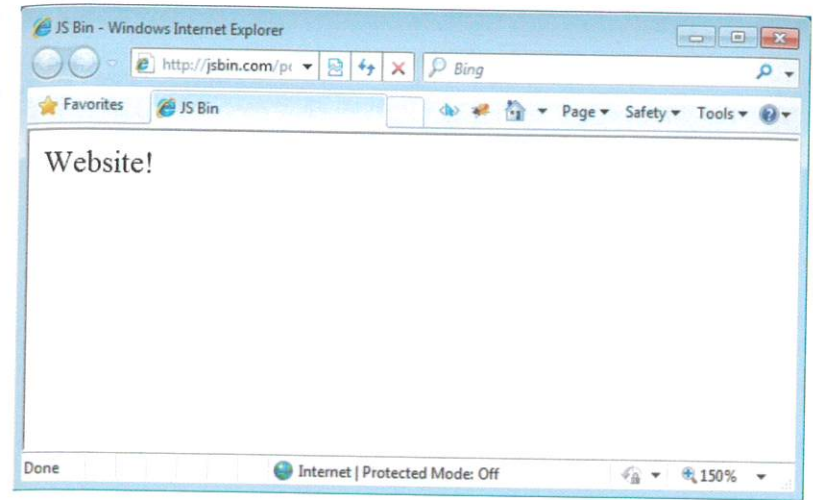 JS Bin - Windows Internet Explorer
http://jsbin.com/p Bing
Favorites JS Bin Page Safety Tools
Website!
Done Internet | Protected Mode: Off 150%